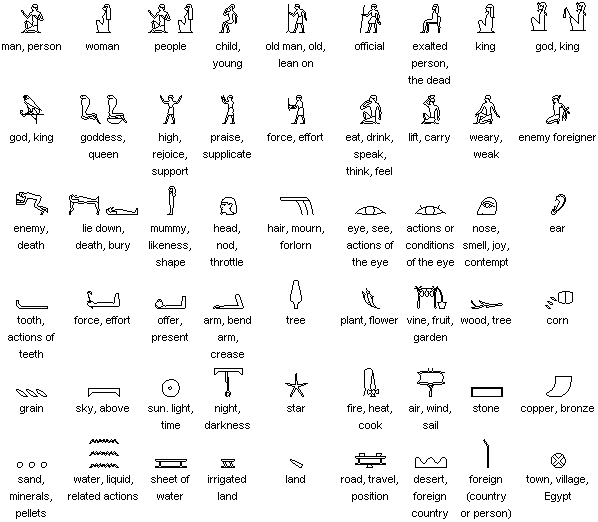 man, person woman people child, old man, old, official exalted king god, king
young lean on person,
the dead
god, king goddess, high, praise, force, effort eat, drink, lift, carry weary, enemy foreigner
queen rejoice, supplicate speak, weak
support think, feel
enemy, lie down, mummy, head, hair, mourn, eye, see, actions or nose, ear
death death, bury likeness, nod, forlorn actions of conditions smell, joy,
shape throttle the eye of the eye contempt
tooth, force, effort offer, arm, bend tree plant, flower vine, fruit, wood, tree corn
actions of present arm, garden
teeth crease
grain sky, above sun. light, night, star fire, heat, air, wind, stone copper, bronze
time darkness cook sail
sand, water, liquid, sheet of irrigated land road, travel, desert, foreign town, village,
minerals, related actions water land position foreign (country Egypt
pellets country or person)